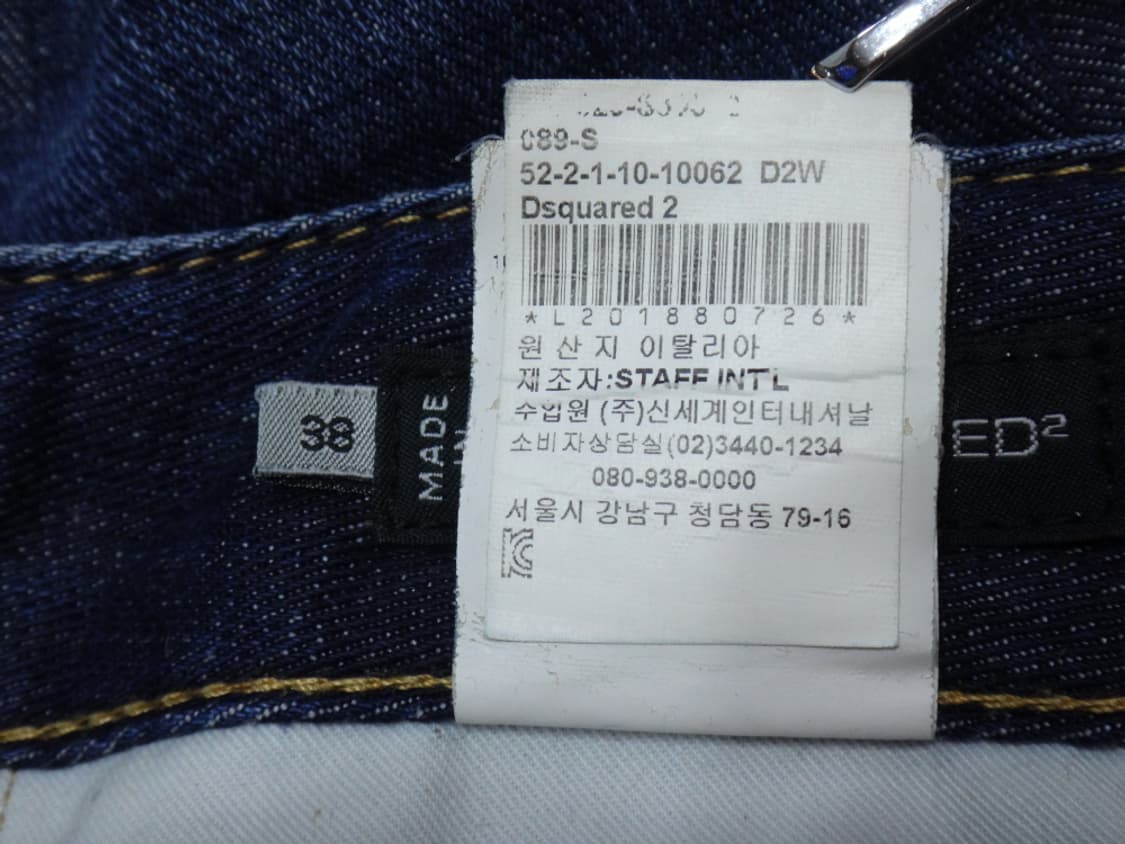 089-S
52-2-1-10-10062 D2W
Dsquared 2
*L201880726*
원산지 이탈리아
제조자:STAFF INT'L
수입원 (주)신세계인터내셔날
소비자상담실(02)3440-1234
080-938-0000
서울시 강남구 청담동 79-16
38
MADE
ED²